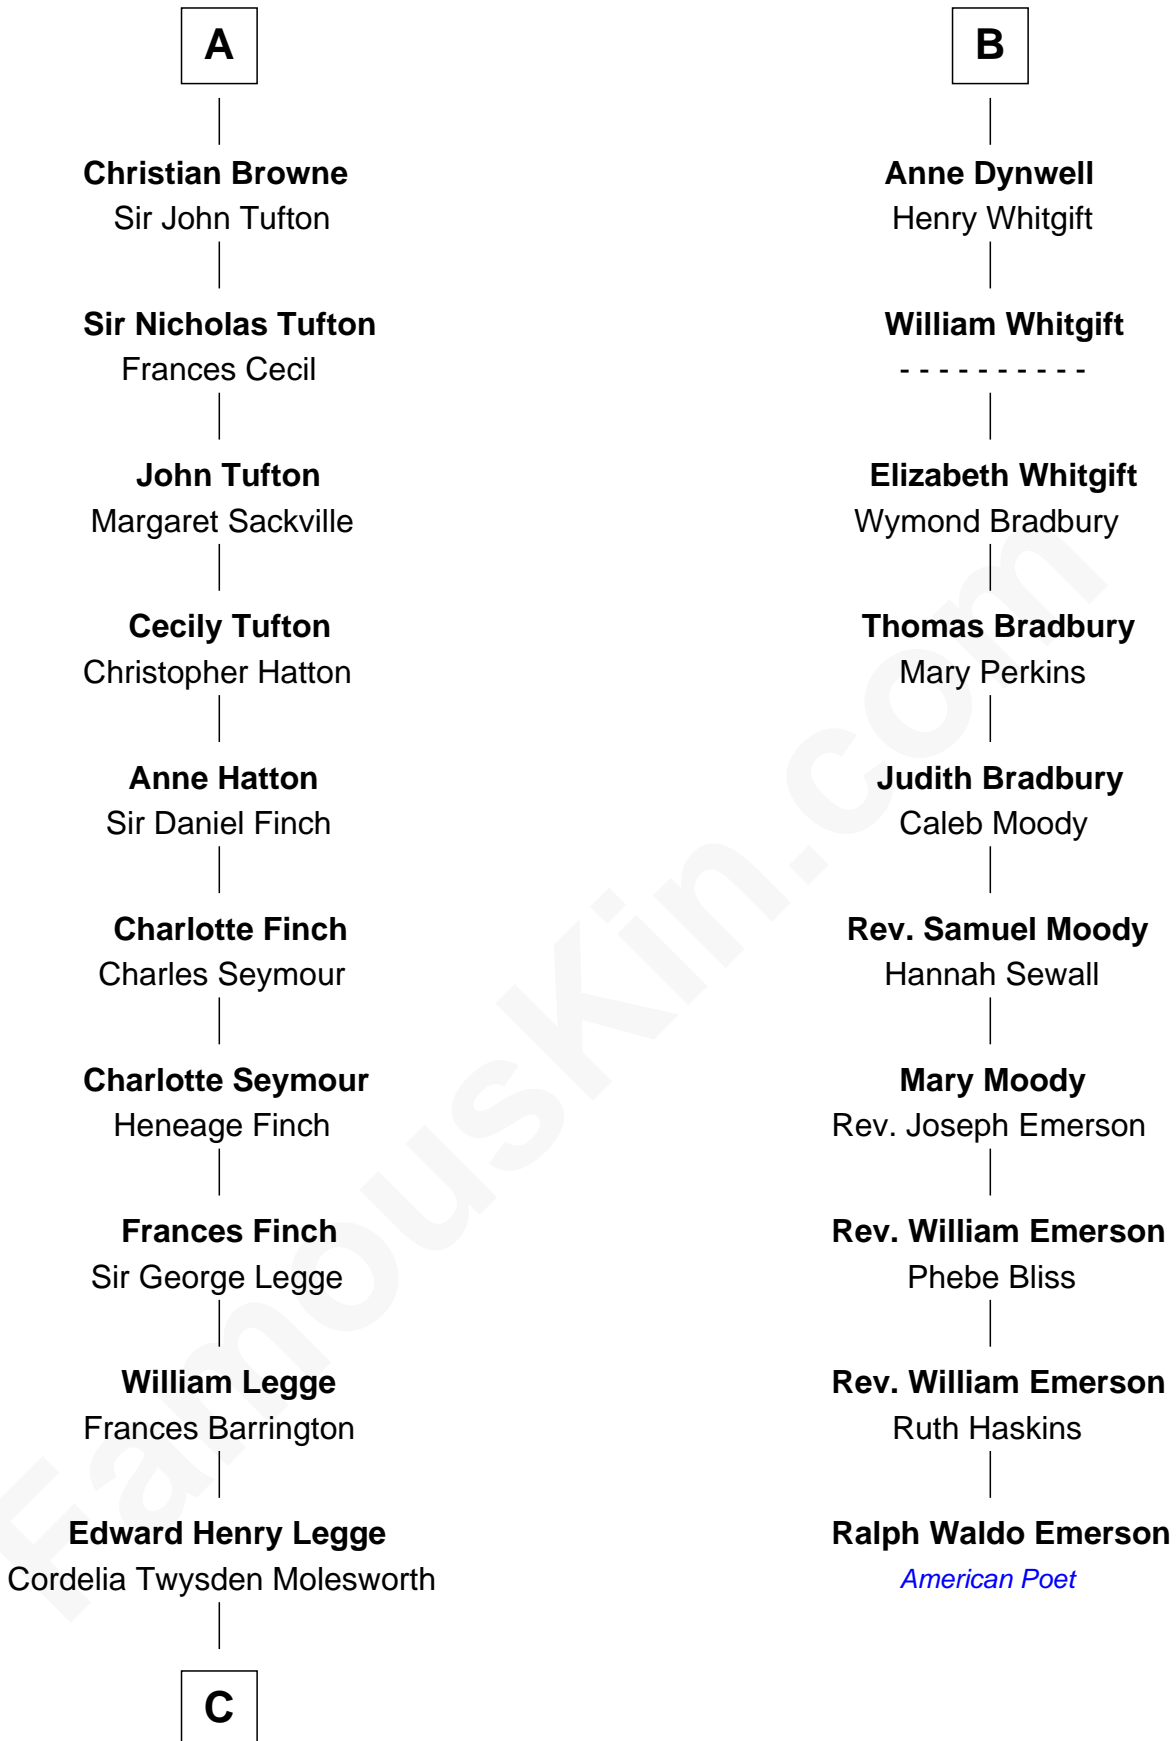 A
Christian Browne
Sir John Tufton
Sir Nicholas Tufton
Frances Cecil
John Tufton
Margaret Sackville
Cecily Tufton
Christopher Hatton
Anne Hatton
Sir Daniel Finch
Charlotte Finch
Charles Seymour
Charlotte Seymour
Heneage Finch
Frances Finch
Sir George Legge
William Legge
Frances Barrington
Edward Henry Legge
Cordelia Twysden Molesworth
C
B
Anne Dynwell
Henry Whitgift
William Whitgift
- - - - - - - - - -
Elizabeth Whitgift
Wymond Bradbury
Thomas Bradbury
Mary Perkins
Judith Bradbury
Caleb Moody
Rev. Samuel Moody
Hannah Sewall
Mary Moody
Rev. Joseph Emerson
Rev. William Emerson
Phebe Bliss
Rev. William Emerson
Ruth Haskins
Ralph Waldo Emerson
American Poet
FamousKin.com